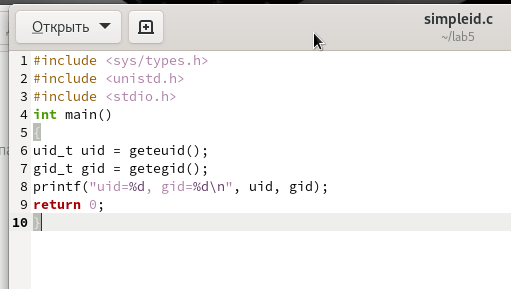 Открыть
simpleid.c
~/lab5
1 #include <sys/types.h>
2 #include <unistd.h>
3 #include <stdio.h>
4 int main()
5 {
6 uid_t uid = geteuid();
7 gid_t gid = getegid();
8 printf("uid=%d, gid=%d\n", uid, gid);
9 return 0;
10 }